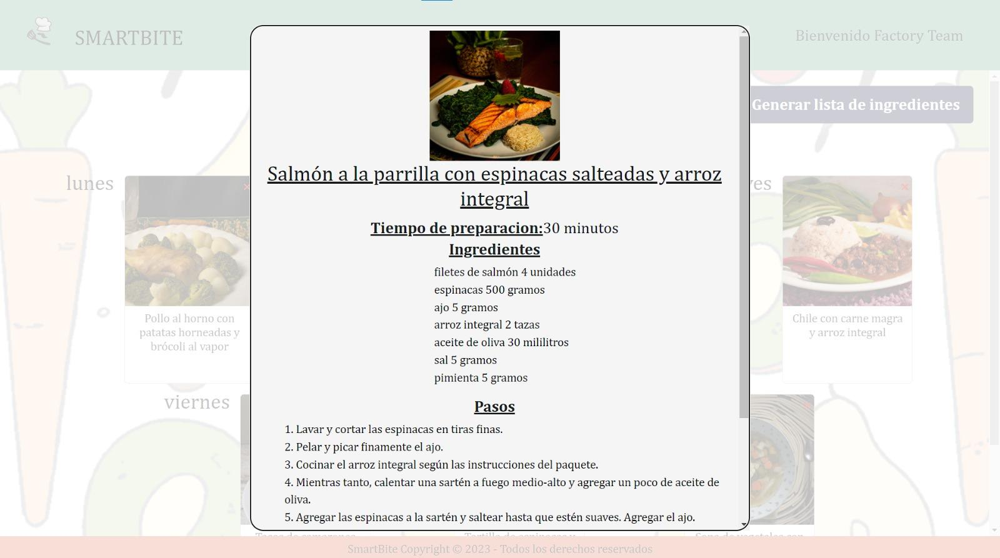 SMARTBITE
Bienvenido Factory Team
Generar lista de ingredientes
lunes
Pollo al horno con
patatas horneadas y
brócoli al vapor
Salmón a la parrilla con espinacas salteadas y arroz
integral
Tiempo de preparacion:30 minutos
Ingredientes
filetes de salmón 4 unidades
espinacas 500 gramos
ajo 5 gramos
arroz integral 2 tazas
aceite de oliva 30 mililitros
sal 5 gramos
pimienta 5 gramos
Pasos
1. Lavar y cortar las espinacas en tiras finas.
2. Pelar y picar finamente el ajo.
3. Cocinar el arroz integral según las instrucciones del paquete.
4. Mientras tanto, calentar una sartén a fuego medio-alto y agregar un poco de aceite de
oliva.
5. Agregar las espinacas a la sartén y saltear hasta que estén suaves. Agregar el ajo.
Chile con carne magra
y arroz integral
viernes
SmartBite Copyright © 2023 - Todos los derechos reservados